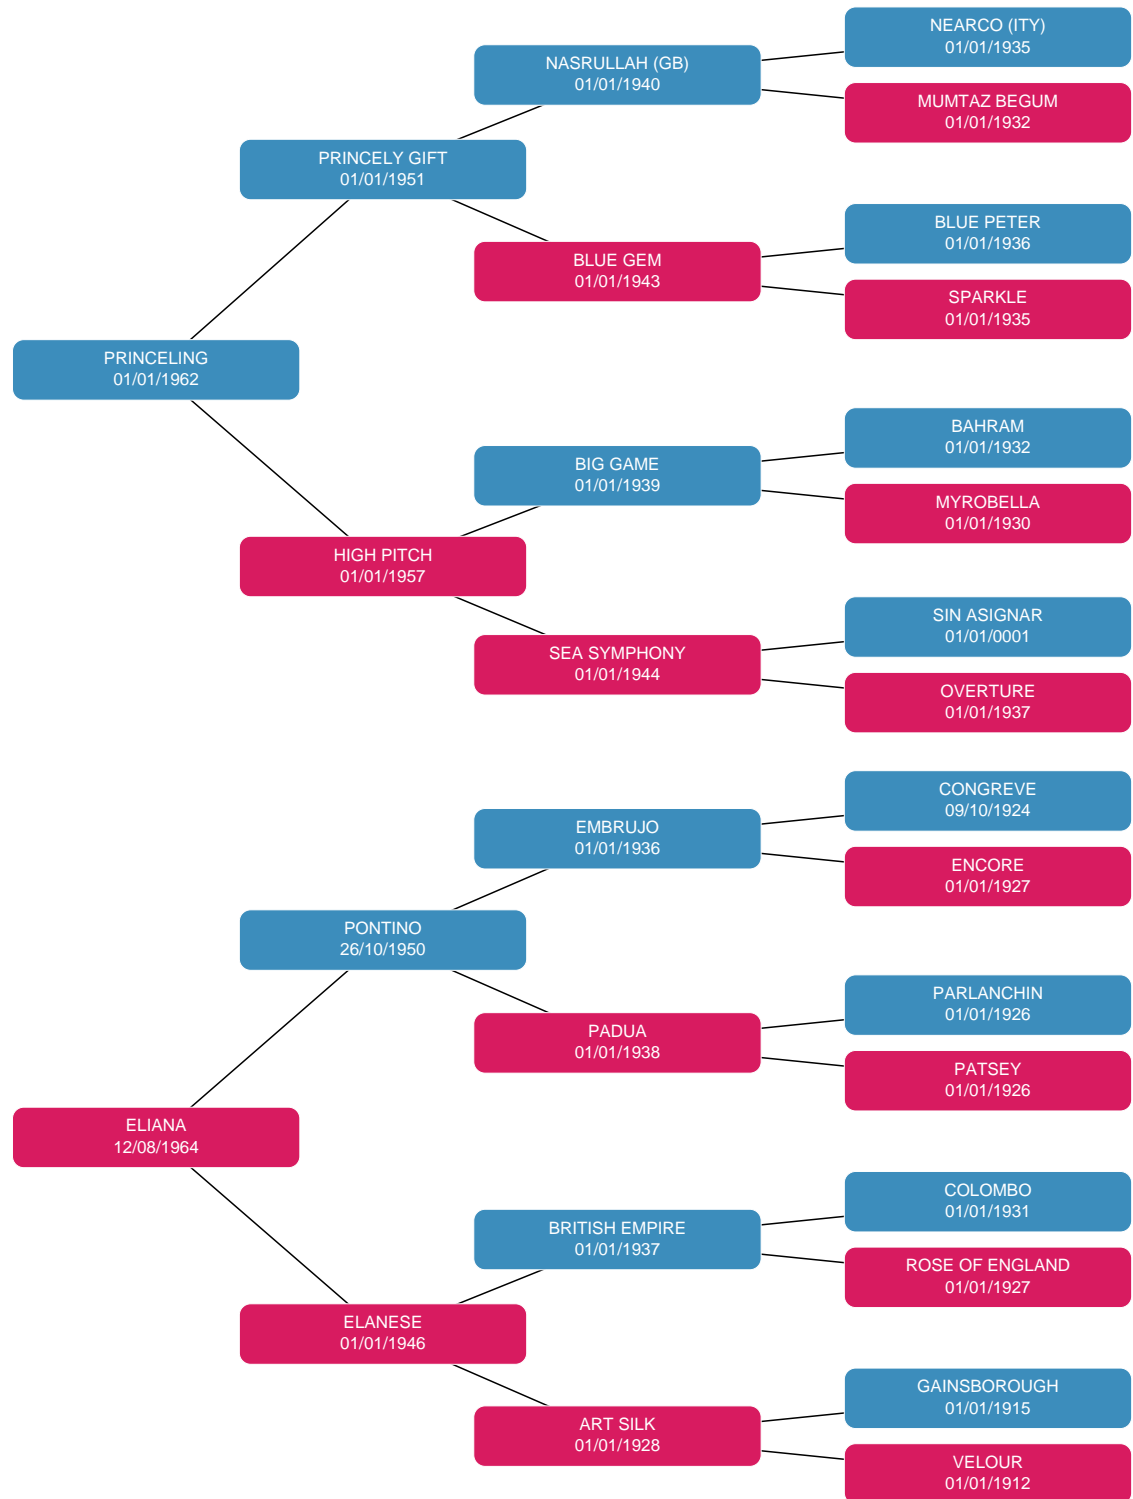 NEARCO (ITY)
01/01/1935
NASRULLAH (GB)
01/01/1940
MUMTAZ BEGUM
01/01/1932
PRINCELY GIFT
01/01/1951
BLUE PETER
01/01/1936
BLUE GEM
01/01/1943
SPARKLE
01/01/1935
PRINCELING
01/01/1962
BAHRAM
01/01/1932
BIG GAME
01/01/1939
MYROBELLA
01/01/1930
HIGH PITCH
01/01/1957
SIN ASIGNAR
01/01/0001
SEA SYMPHONY
01/01/1944
OVERTURE
01/01/1937
CONGREVE
09/10/1924
EMBRUJO
01/01/1936
ENCORE
01/01/1927
PONTINO
26/10/1950
PARLANCHIN
01/01/1926
PADUA
01/01/1938
PATSEY
01/01/1926
ELIANA
12/08/1964
COLOMBO
01/01/1931
BRITISH EMPIRE
01/01/1937
ROSE OF ENGLAND
01/01/1927
ELANESE
01/01/1946
GAINSBOROUGH
01/01/1915
ART SILK
01/01/1928
VELOUR
01/01/1912